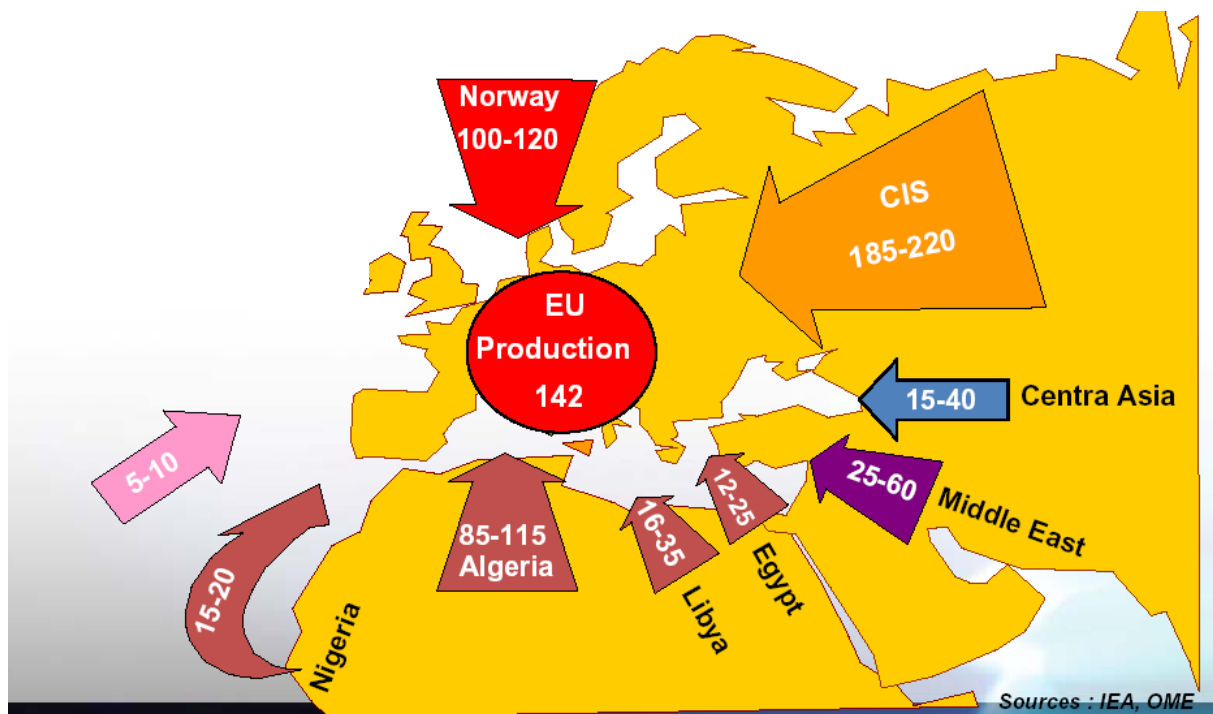 Norway
100-120
CIS
185-220
EU
Production
142
15-40
Centra Asia
5-10
25-60
Middle East
12-25
Egypt
16-35
Libya
85-115
Algeria
15-20
Nigeria
Sources : IEA, OME